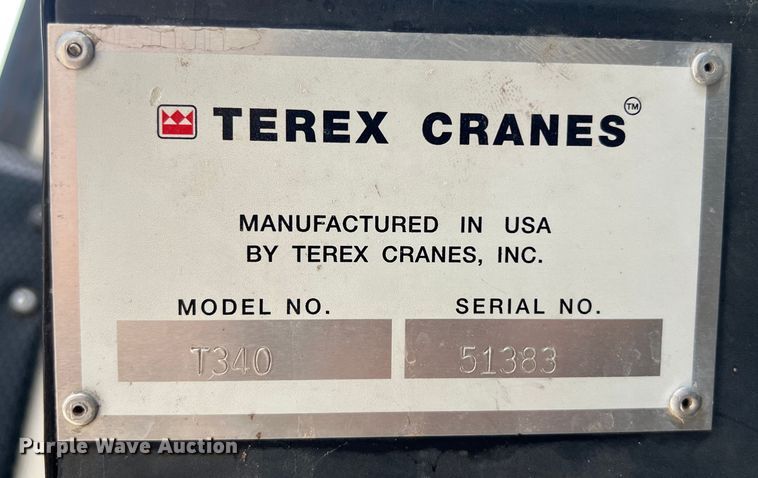 TEREX CRANES™
MANUFACTURED IN USA
BY TEREX CRANES, INC.
MODEL NO. SERIAL NO.
T340 51383
Purple Wave Auction